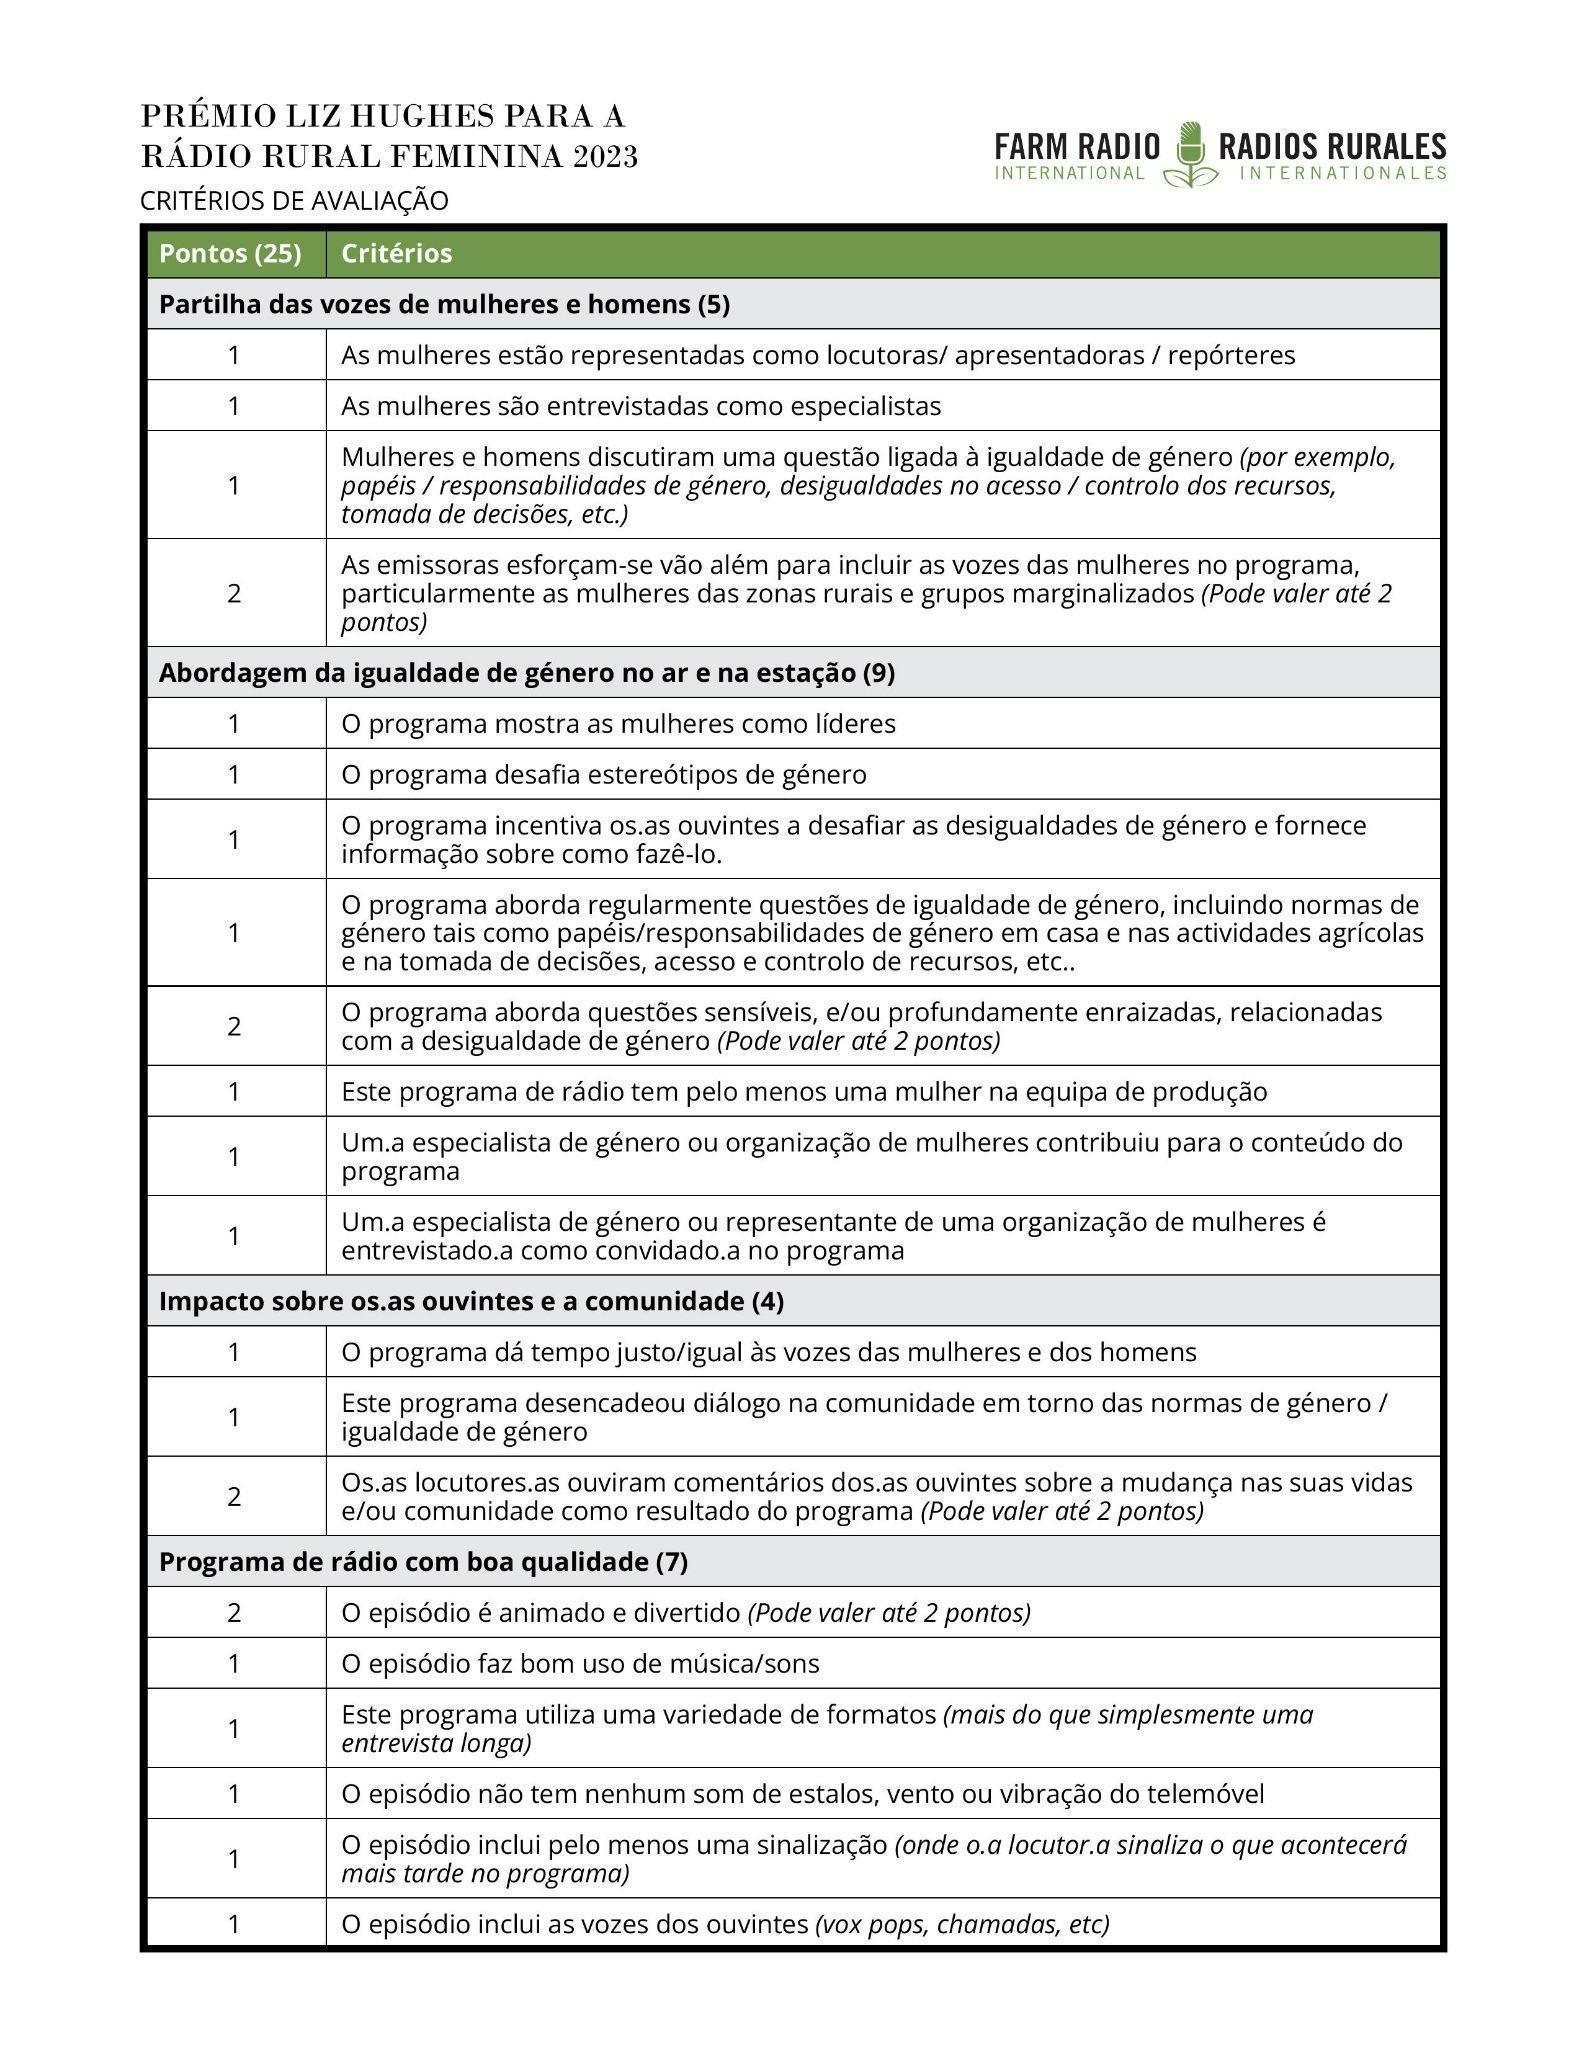 PRÉMIO LIZ HUGHES PARA A
RÁDIO RURAL FEMININA 2023
CRITÉRIOS DE AVALIAÇÃO
FARM RADIO RADIOS RURALES
INTERNATIONAL INTERNATIONALES
Pontos (25) Critérios
Partilha das vozes de mulheres e homens (5)
1 As mulheres estão representadas como locutoras/ apresentadoras / repórteres
1 As mulheres são entrevistadas como especialistas
1 Mulheres e homens discutiram uma questão ligada à igualdade de género (por exemplo,
papéis / responsabilidades de género, desigualdades no acesso / controlo dos recursos,
tomada de decisões, etc.)
2 As emissoras esforçam-se vão além para incluir as vozes das mulheres no programa,
particularmente as mulheres das zonas rurais e grupos marginalizados (Pode valer até 2
pontos)
Abordagem da igualdade de género no ar e na estação (9)
1 O programa mostra as mulheres como líderes
1 O programa desafia estereótipos de género
1 O programa incentiva os.as ouvintes a desafiar as desigualdades de género e fornece
informação sobre como fazê-lo.
1 O programa aborda regularmente questões de igualdade de género, incluindo normas de
género tais como papéis/responsabilidades de género em casa e nas actividades agrícolas
e na tomada de decisões, acesso e controlo de recursos, etc..
2 O programa aborda questões sensíveis, e/ou profundamente enraizadas, relacionadas
com a desigualdade de género (Pode valer até 2 pontos)
1 Este programa de rádio tem pelo menos uma mulher na equipa de produção
1 Um.a especialista de género ou organização de mulheres contribuiu para o conteúdo do
programa
1 Um.a especialista de género ou representante de uma organização de mulheres é
entrevistado.a como convidado.a no programa
Impacto sobre os.as ouvintes e a comunidade (4)
1 O programa dá tempo justo/igual às vozes das mulheres e dos homens
1 Este programa desencadeou diálogo na comunidade em torno das normas de género /
igualdade de género
2 Os.as locutores.as ouviram comentários dos.as ouvintes sobre a mudança nas suas vidas
e/ou comunidade como resultado do programa (Pode valer até 2 pontos)
Programa de rádio com boa qualidade (7)
2 O episódio é animado e divertido (Pode valer até 2 pontos)
1 O episódio faz bom uso de música/sons
1 Este programa utiliza uma variedade de formatos (mais do que simplesmente uma
entrevista longa)
1 O episódio não tem nenhum som de estalos, vento ou vibração do telemóvel
1 O episódio inclui pelo menos uma sinalização (onde o.a locutor.a sinaliza o que acontecerá
mais tarde no programa)
1 O episódio inclui as vozes dos ouvintes (vox pops, chamadas, etc)